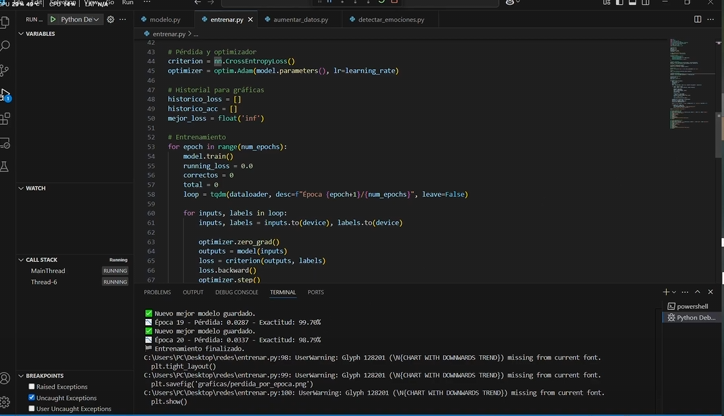 Run
RUN ...
Python De
modelo.py
entrenar.py
aumentar_datos.py
detectar_emociones.py
VARIABLES
entrenar.py > ...
42
43 # Pérdida y optimizador
44 criterion = nn.CrossEntropyLoss()
45 optimizer = optim.Adam(model.parameters(), lr=learning_rate)
46
47 # Historial para gráficas
48 historico_loss = []
49 historico_acc = []
50 mejor_loss = float('inf')
51
52 # Entrenamiento
53 for epoch in range(num_epochs):
54 model.train()
55 running_loss = 0.0
56 correctos = 0
57 total = 0
58 loop = tqdm(dataloader, desc=f"Época {epoch+1}/{num_epochs}", leave=False)
59
60 for inputs, labels in loop:
61 inputs, labels = inputs.to(device), labels.to(device)
62
63 optimizer.zero_grad()
64 outputs = model(inputs)
65 loss = criterion(outputs, labels)
66 loss.backward()
67 optimizer.step()
WATCH
CALL STACK Running
MainThread RUNNING
Thread-6 RUNNING
BREAKPOINTS
Raised Exceptions
Uncaught Exceptions
User Uncaught Exceptions
PROBLEMS OUTPUT DEBUG CONSOLE TERMINAL PORTS
powershell
Python Deb...
Nuevo mejor modelo guardado.
Época 19 - Pérdida: 0.0287 - Exactitud: 99.70%
Nuevo mejor modelo guardado.
Época 20 - Pérdida: 0.0337 - Exactitud: 98.79%
Entrenamiento finalizado.
C:\Users\PC\Desktop\redes\entrenar.py:98: UserWarning: Glyph 128201 (\N{CHART WITH DOWNWARDS TREND}) missing from current font.
plt.tight_layout()
C:\Users\PC\Desktop\redes\entrenar.py:99: UserWarning: Glyph 128201 (\N{CHART WITH DOWNWARDS TREND}) missing from current font.
plt.savefig('graficas/perdida_por_epoca.png')
C:\Users\PC\Desktop\redes\entrenar.py:100: UserWarning: Glyph 128201 (\N{CHART WITH DOWNWARDS TREND}) missing from current font.
plt.show()